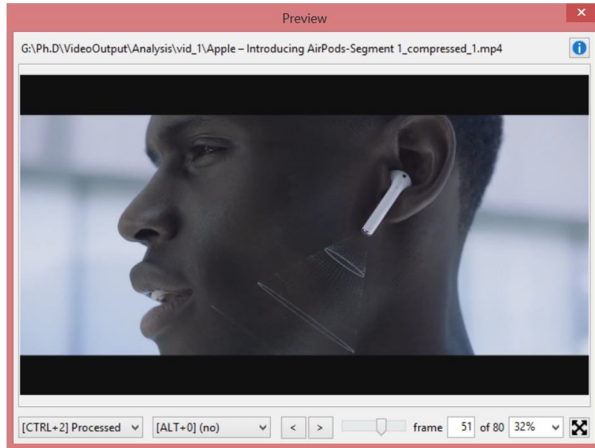 Preview
G:\Ph.D\VideoOutput\Analysis\vid_1\Apple – Introducing AirPods-Segment 1_compressed_1.mp4
[CTRL+2] Processed [ALT+0] (no) < > frame 51 of 80 32%